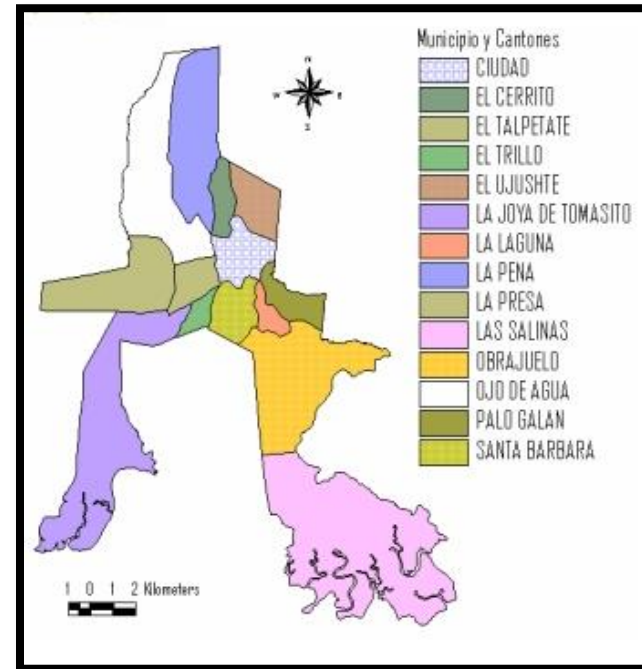 Municipio y Cantones
N
W E
S
CIUDAD
EL CERRITO
EL TALPETATE
EL TRILLO
EL UJUSHTE
LA JOYA DE TOMASITO
LA LAGUNA
LA PENA
LA PRESA
LAS SALINAS
OBRAJUELO
OJO DE AGUA
PALO GALAN
SANTA BARBARA
1 0 1 2 Kilometers